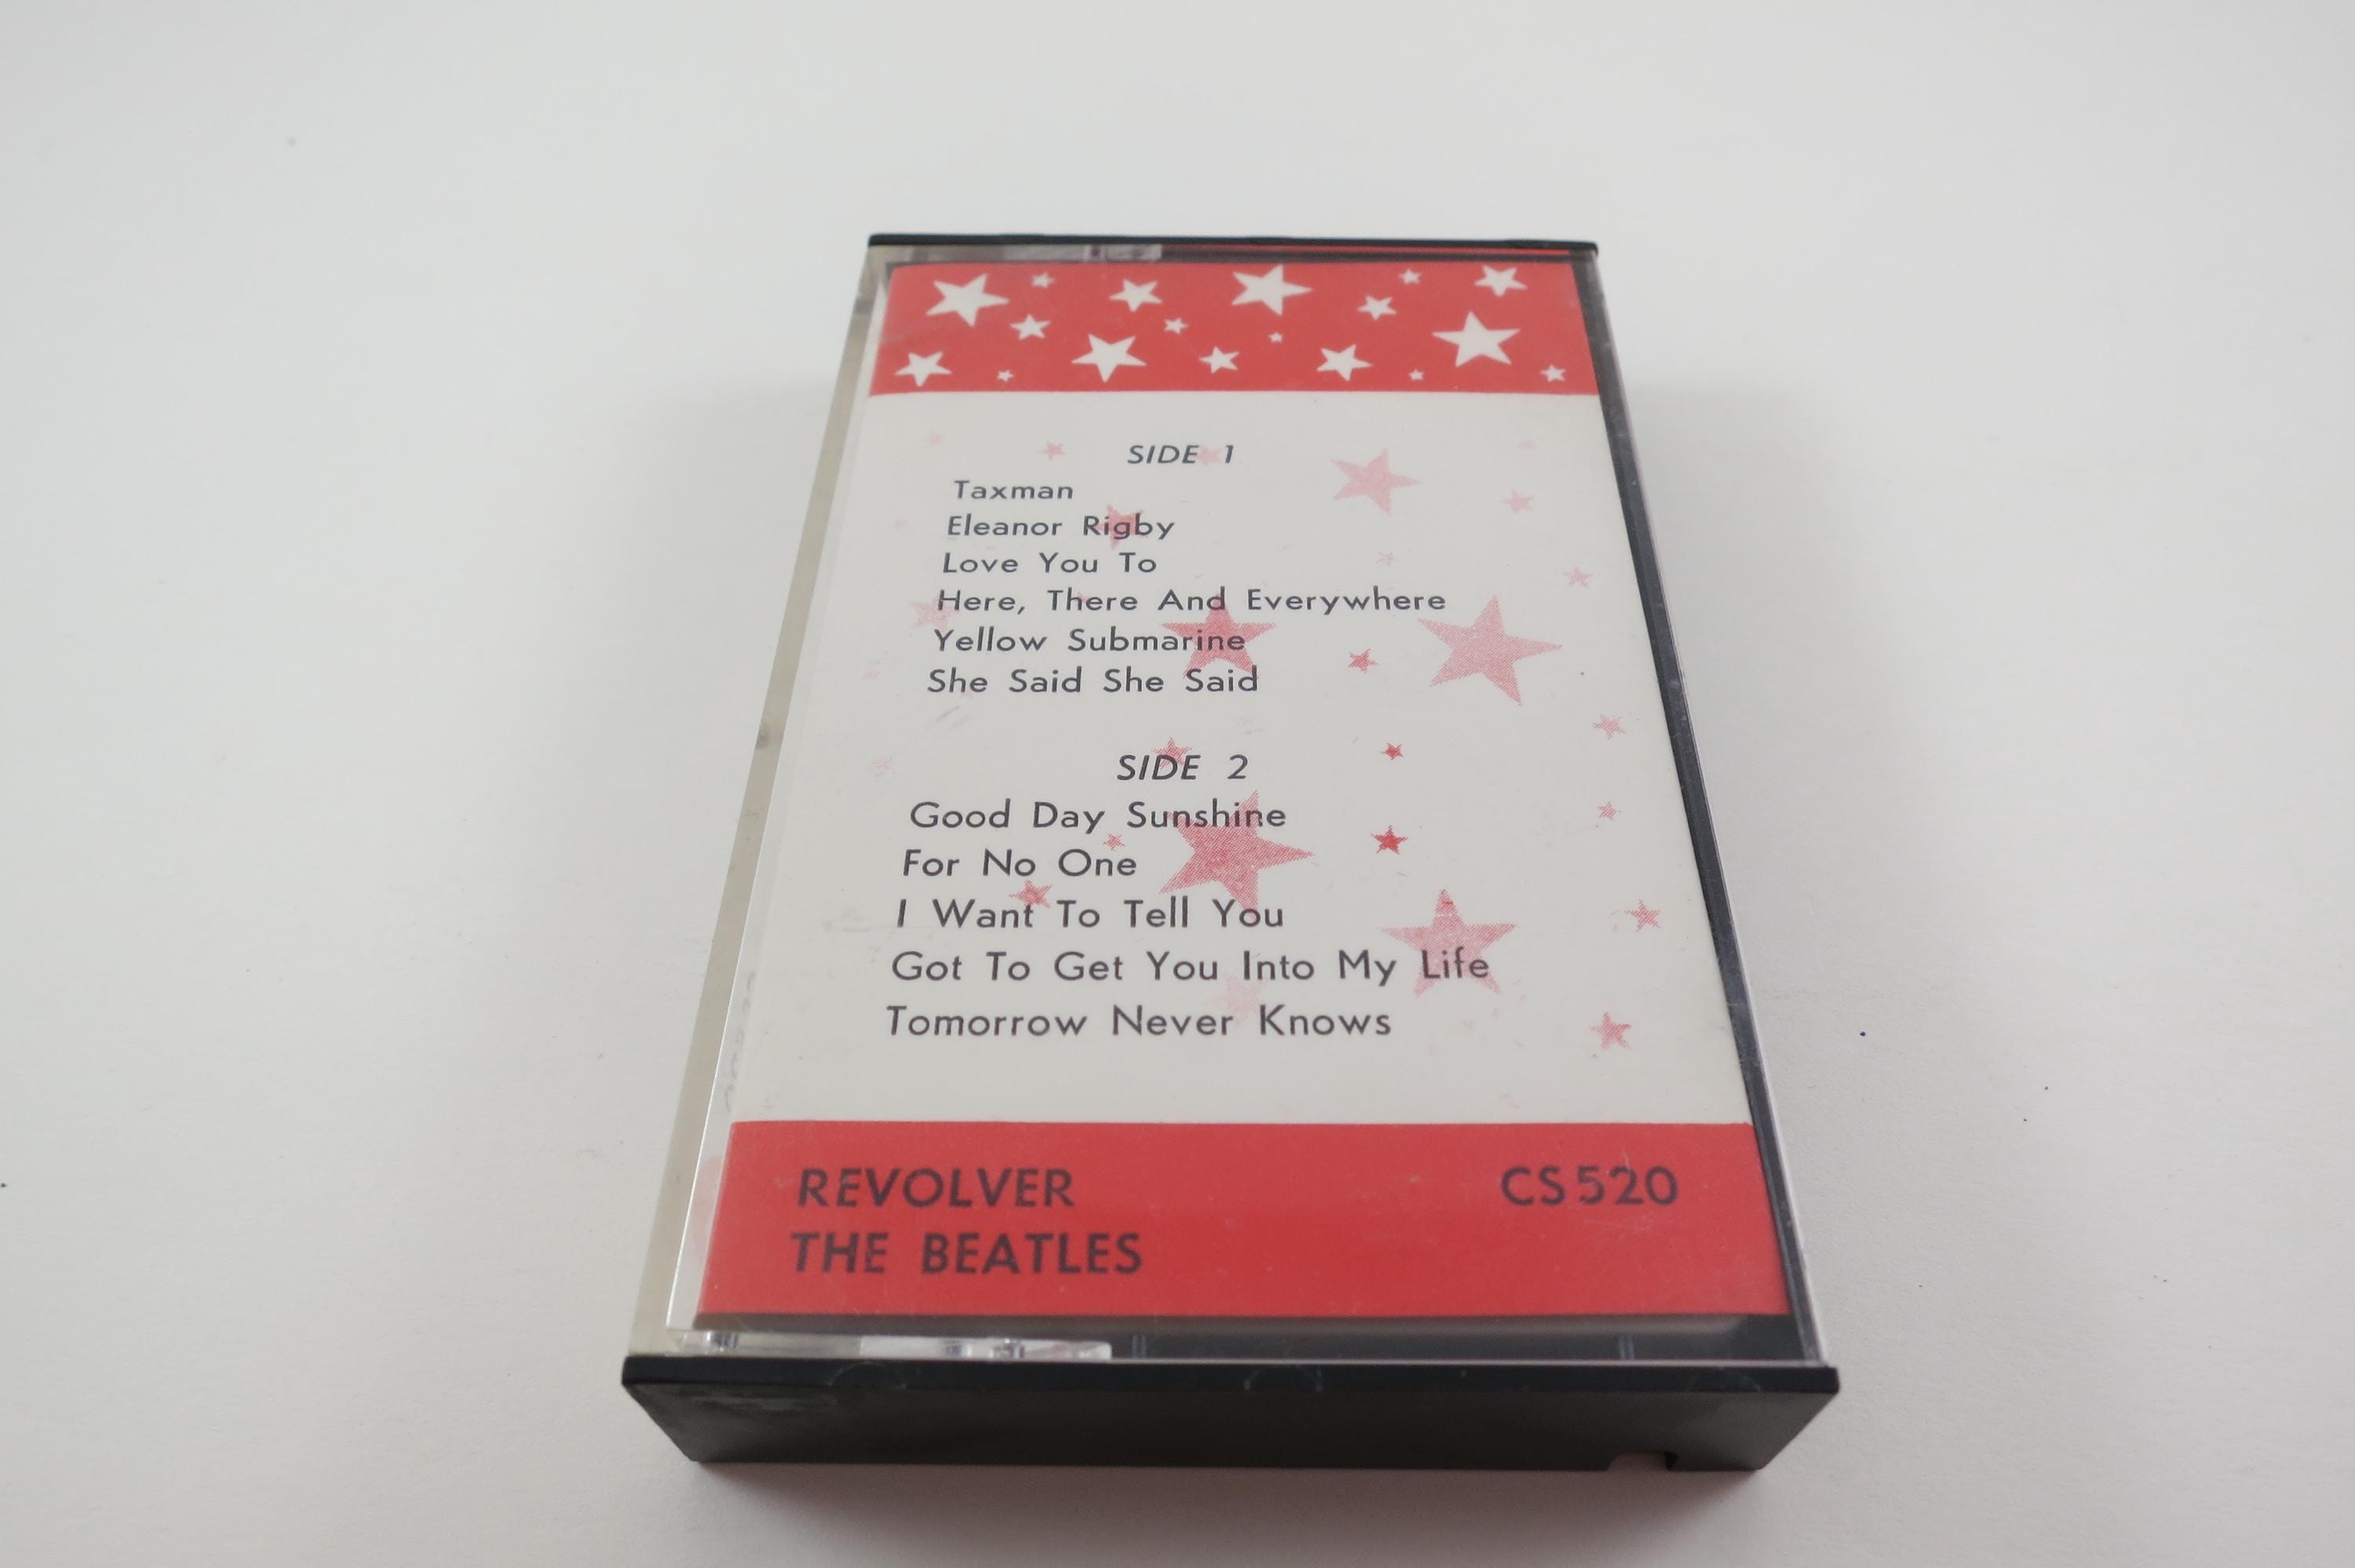 SIDE 1
Taxman
Eleanor Rigby
Love You To
Here, There And Everywhere
Yellow Submarine
She Said She Said
SIDE 2
Good Day Sunshine
For No One
I Want To Tell You
Got To Get You Into My Life
Tomorrow Never Knows
REVOLVER CS520
THE BEATLES